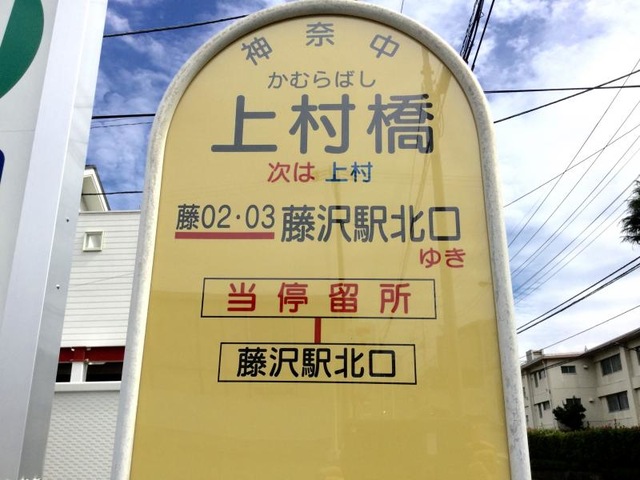 神奈中
かむらばし
上村橋
次は 上村
藤02・03 藤沢駅北口
ゆき
当停留所
藤沢駅北口